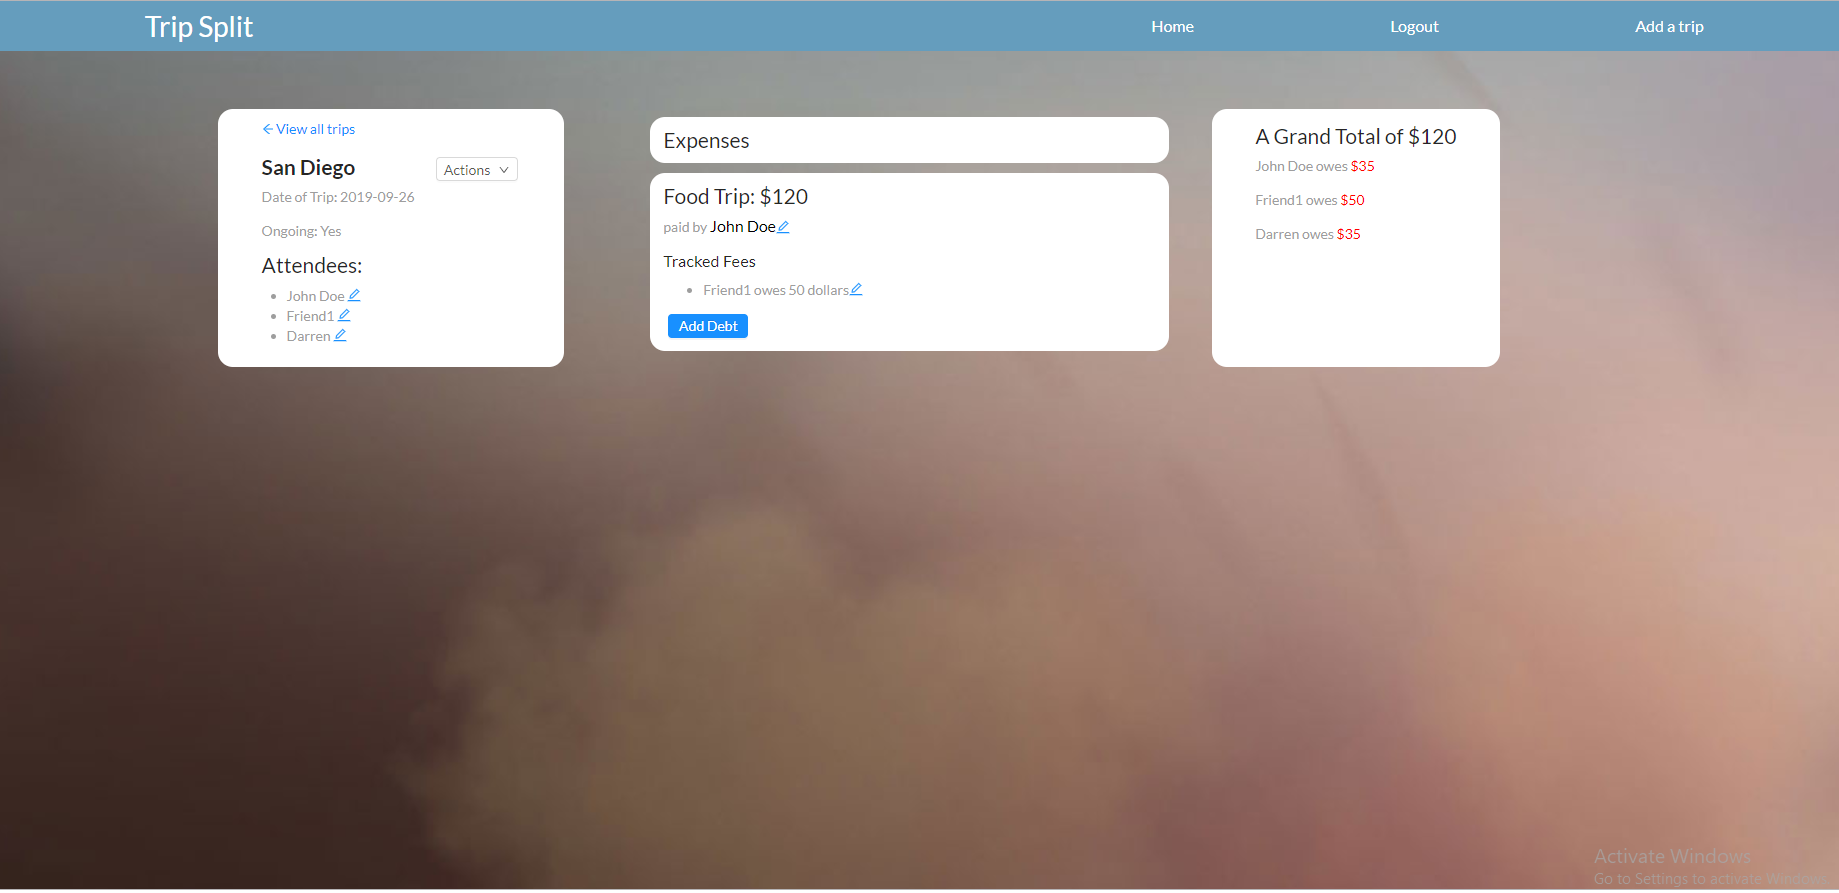 Trip Split
Home
Logout
Add a trip
View all trips
San Diego
Actions
Date of Trip: 2019-09-26
Ongoing: Yes
Attendees:
John Doe
Friend1
Darren
Expenses
Food Trip: $120
paid by John Doe
Tracked Fees
Friend1 owes 50 dollars
Add Debt
A Grand Total of $120
John Doe owes $35
Friend1 owes $50
Darren owes $35
Activate Windows
Go to Settings to activate Windows.